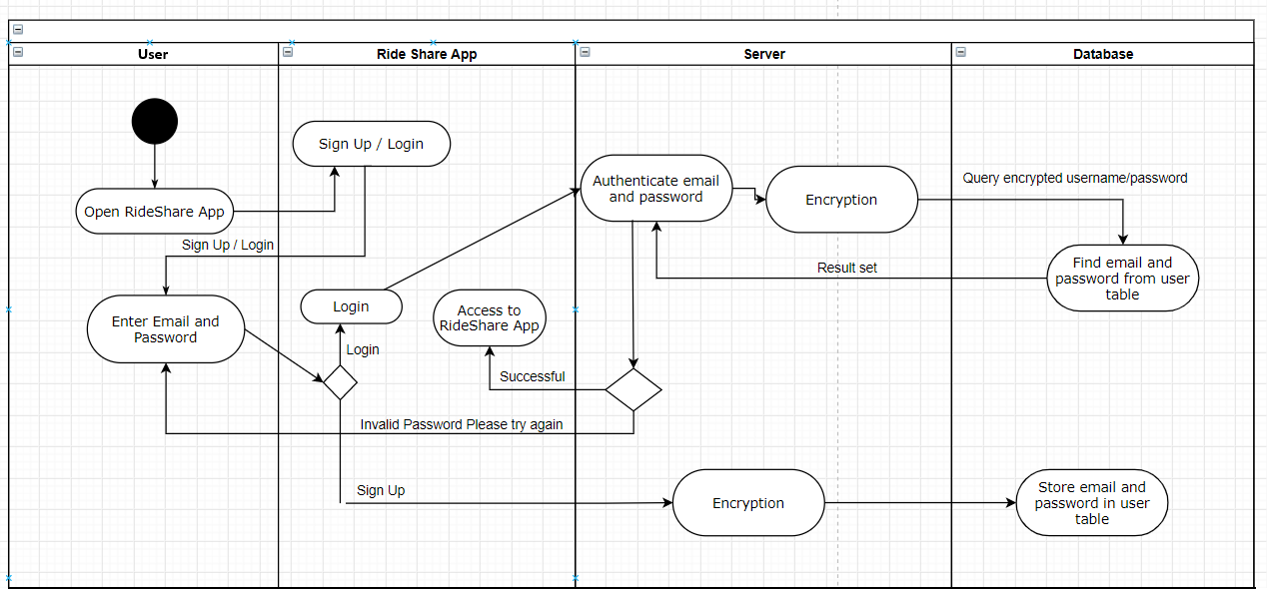 User
Ride Share App
Server
Database
Sign Up / Login
Open RideShare App
Authenticate email
and password
Encryption
Query encrypted username/password
Sign Up / Login
Result set
Find email and
password from user
table
Enter Email and
Password
Login
Access to
RideShare App
Login
Successful
Invalid Password Please try again
Sign Up
Encryption
Store email and
password in user
table